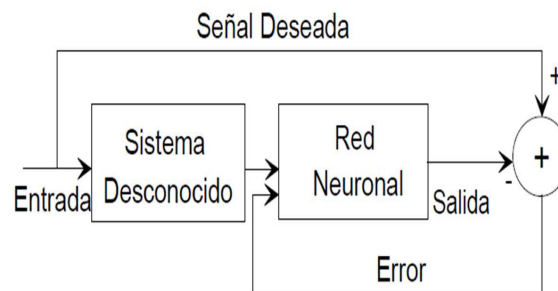 Señal Deseada
+
Sistema
Desconocido
Red
Neuronal
+
-
Entrada
Salida
Error